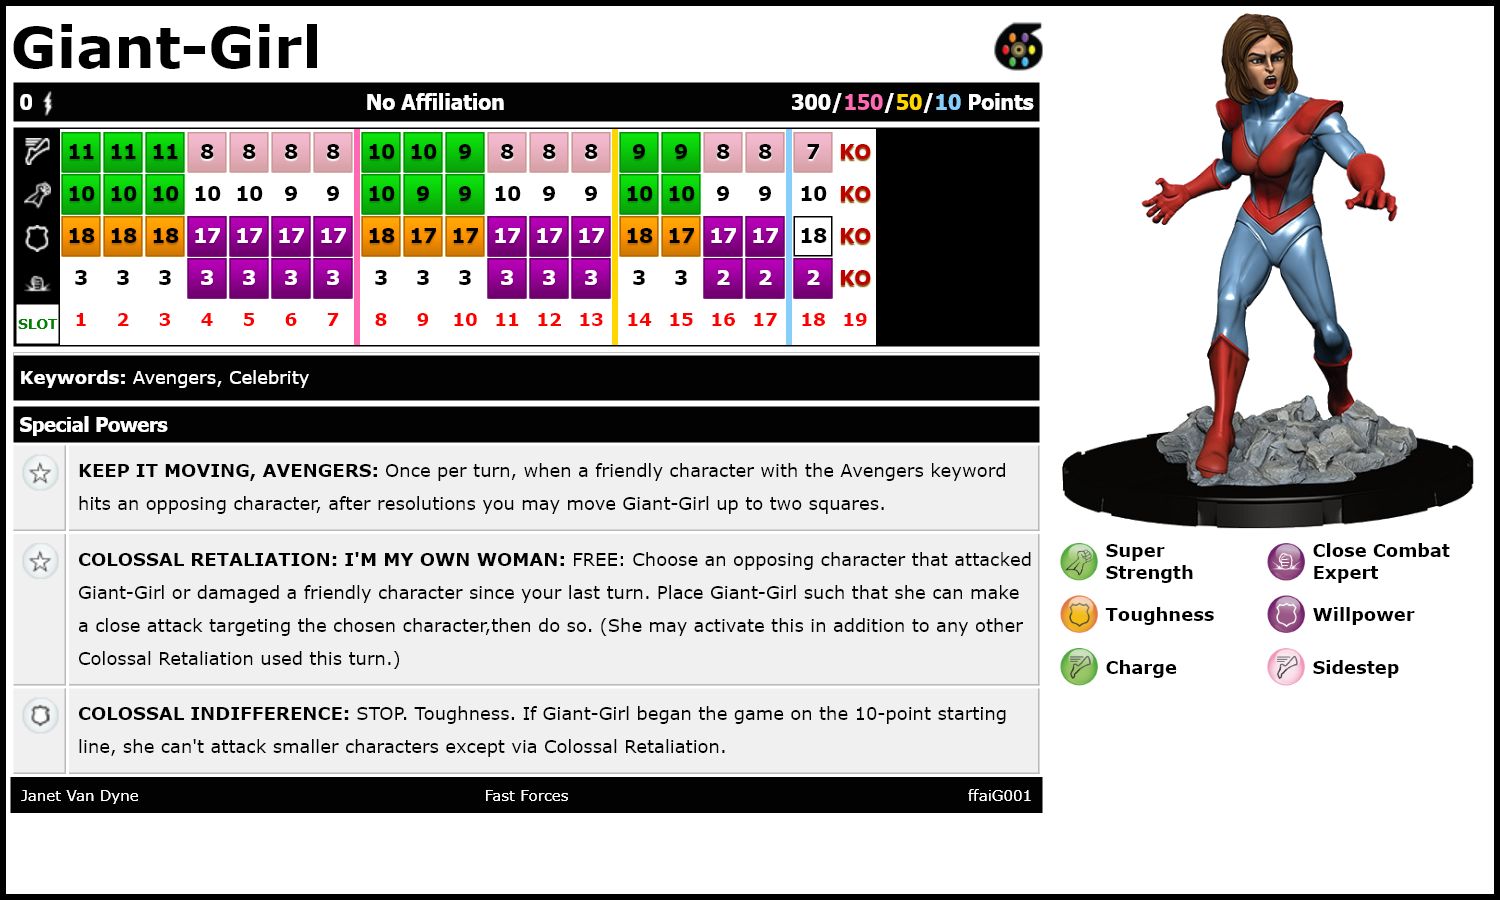 Giant-Girl
0 No Affiliation 300/150/50/10 Points
11 11 11 8 8 8 8 10 10 9 8 8 8 9 9 8 8 7 KO
10 10 10 10 10 9 9 10 9 9 10 9 9 10 10 9 9 10 KO
18 18 18 17 17 17 17 18 17 17 17 17 17 18 17 17 17 18 KO
3 3 3 3 3 3 3 3 3 3 3 3 3 3 3 2 2 2 KO
SLOT 1 2 3 4 5 6 7 8 9 10 11 12 13 14 15 16 17 18 19
Keywords: Avengers, Celebrity
Special Powers
KEEP IT MOVING, AVENGERS: Once per turn, when a friendly character with the Avengers keyword
hits an opposing character, after resolutions you may move Giant-Girl up to two squares.
COLOSSAL RETALIATION: I'M MY OWN WOMAN: FREE: Choose an opposing character that attacked
Giant-Girl or damaged a friendly character since your last turn. Place Giant-Girl such that she can make
a close attack targeting the chosen character,then do so. (She may activate this in addition to any other
Colossal Retaliation used this turn.)
COLOSSAL INDIFFERENCE: STOP. Toughness. If Giant-Girl began the game on the 10-point starting
line, she can't attack smaller characters except via Colossal Retaliation.
Janet Van Dyne Fast Forces ffaiG001
Super
Strength
Close Combat
Expert
Toughness
Willpower
Charge
Sidestep